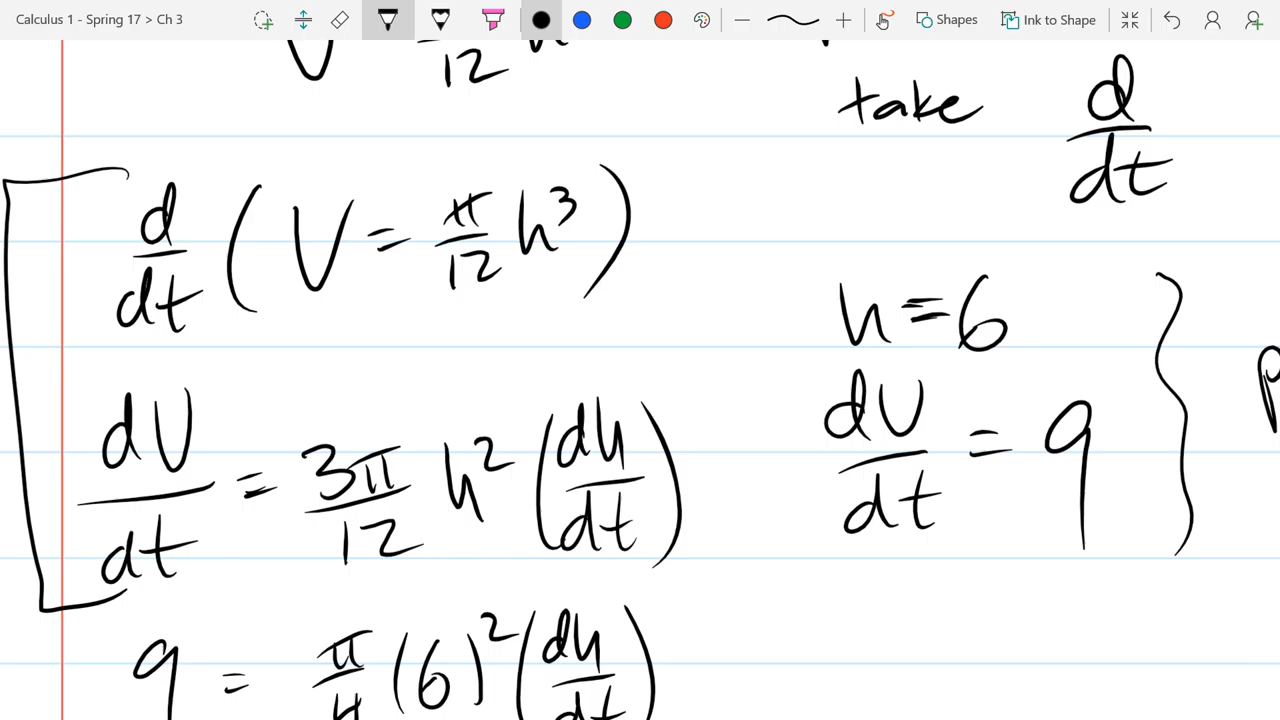 Calculus 1 - Spring 17 > Ch 3
Shapes
Ink to Shape
V π/12 h
take d/dt
d/dt ( V = π/12 h³ )
h = 6
dV/dt = 9
dV/dt = 3π/12 h² (dh/dt)
9 = π/4 (6)² (dh/dt)